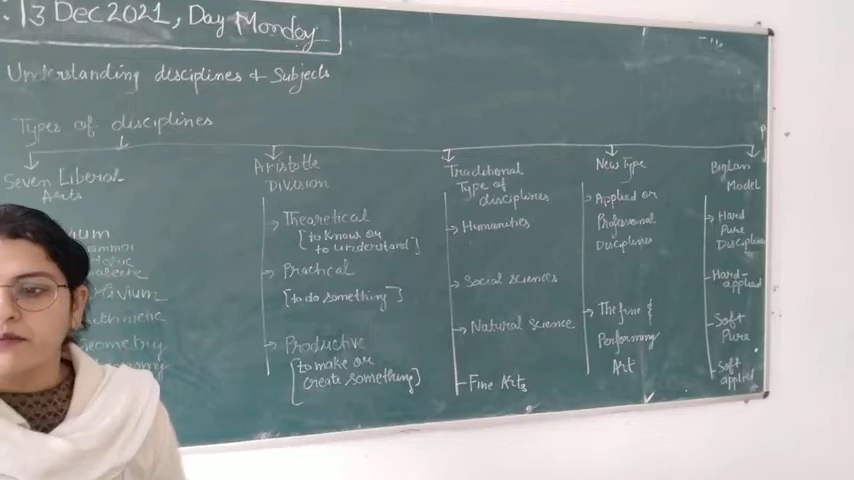 13 Dec 2021, Day Monday
Understanding disciplines & Subjects
Types of disciplines
Seven Liberal
Arts
Aristotle
Division
Theoretical
[to know or
to understand]
Practical
[to do something]
Productive
[to make or
create something]
Traditional
Type of
disciplines
Humanities
Social sciences
Natural Science
Fine Arts
New Type
Applied or
Professional
Disciplines
The fine &
Performing
Art
Biglan
Model
Hard
Pure
Discipline
Hard-
applied
Soft
Pure
Soft
applied